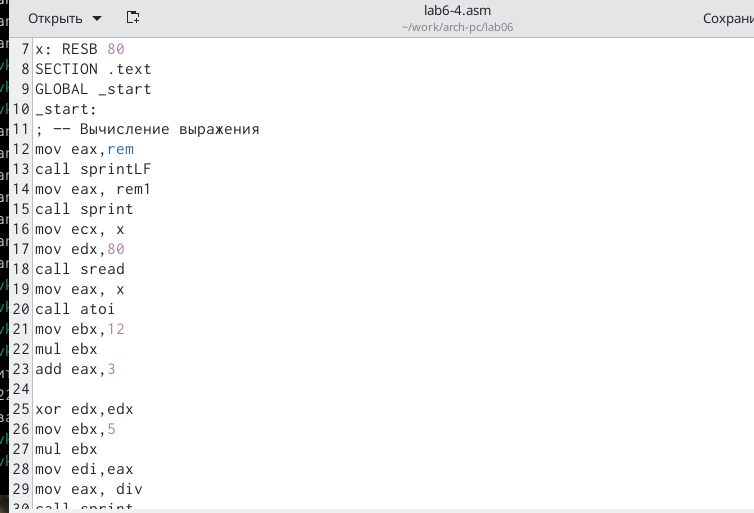 Открыть
lab6-4.asm
~/work/arch-pc/lab06
Сохрани
7 x: RESB 80
8 SECTION .text
9 GLOBAL _start
10 _start:
11 ; -- Вычисление выражения
12 mov eax,rem
13 call sprintLF
14 mov eax, rem1
15 call sprint
16 mov ecx, x
17 mov edx,80
18 call sread
19 mov eax, x
20 call atoi
21 mov ebx,12
22 mul ebx
23 add eax,3
24
25 xor edx,edx
26 mov ebx,5
27 mul ebx
28 mov edi,eax
29 mov eax, div
30 call sprint